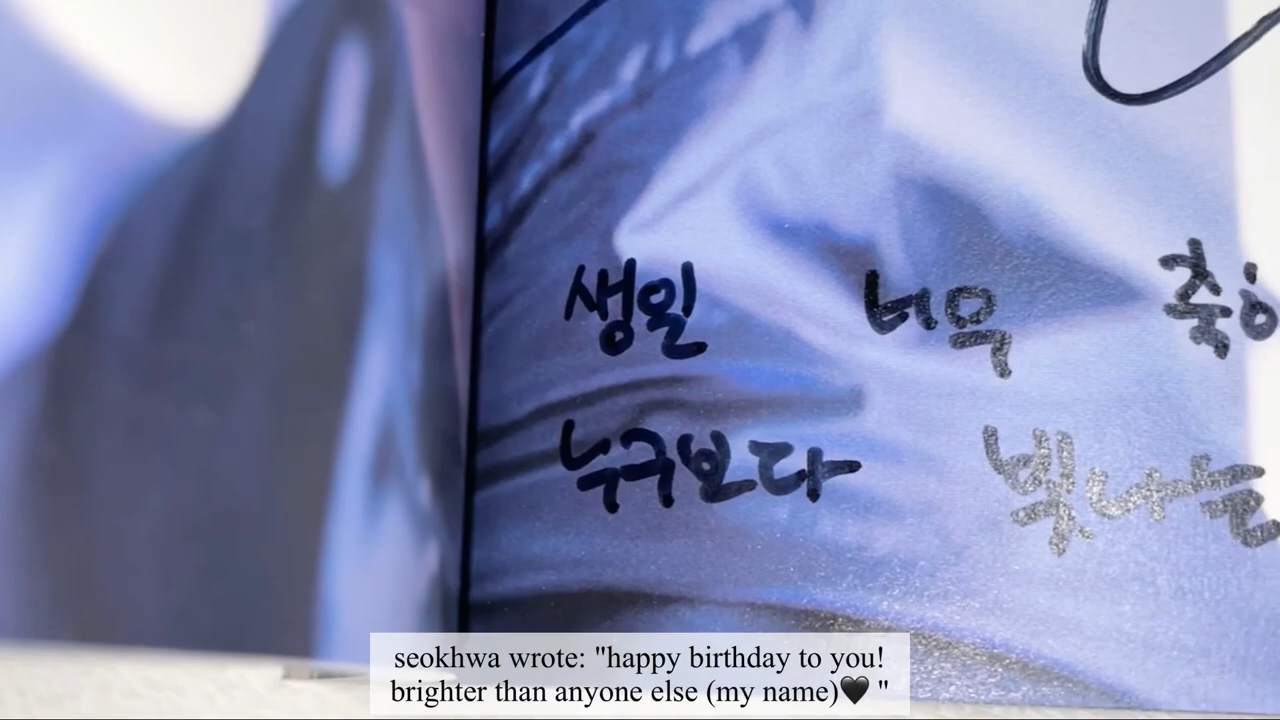 생일 너무 축하
누구보다 빛나는
seokhwa wrote: "happy birthday to you!
brighter than anyone else (my name)🖤 "